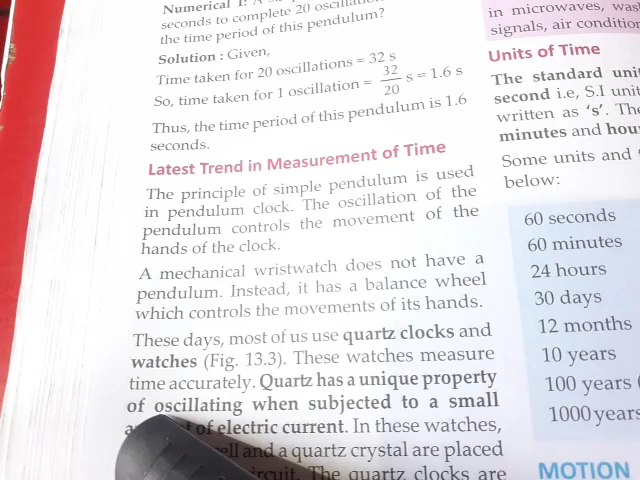 Numerical 1:
seconds to complete 20 oscillation
the time period of this pendulum?
Solution : Given,
Time taken for 20 oscillations = 32 s
So, time taken for 1 oscillation = 32/20 s = 1.6 s
Thus, the time period of this pendulum is 1.6
seconds.
Latest Trend in Measurement of Time
The principle of simple pendulum is used
in pendulum clock. The oscillation of the
pendulum controls the movement of the
hands of the clock.
A mechanical wristwatch does not have a
pendulum. Instead, it has a balance wheel
which controls the movements of its hands.
These days, most of us use quartz clocks and
watches (Fig. 13.3). These watches measure
time accurately. Quartz has a unique property
of oscillating when subjected to a small
of electric current. In these watches,
and a quartz crystal are placed
The quartz clocks are
in microwaves,
signals, air
Units of Time
The standard
second i.e, S.I
written as ‘s’.
minutes and
Some units and
below:
60 seconds
60 minutes
24 hours
30 days
12 months
10 years
100 years
1000 years
MOTION